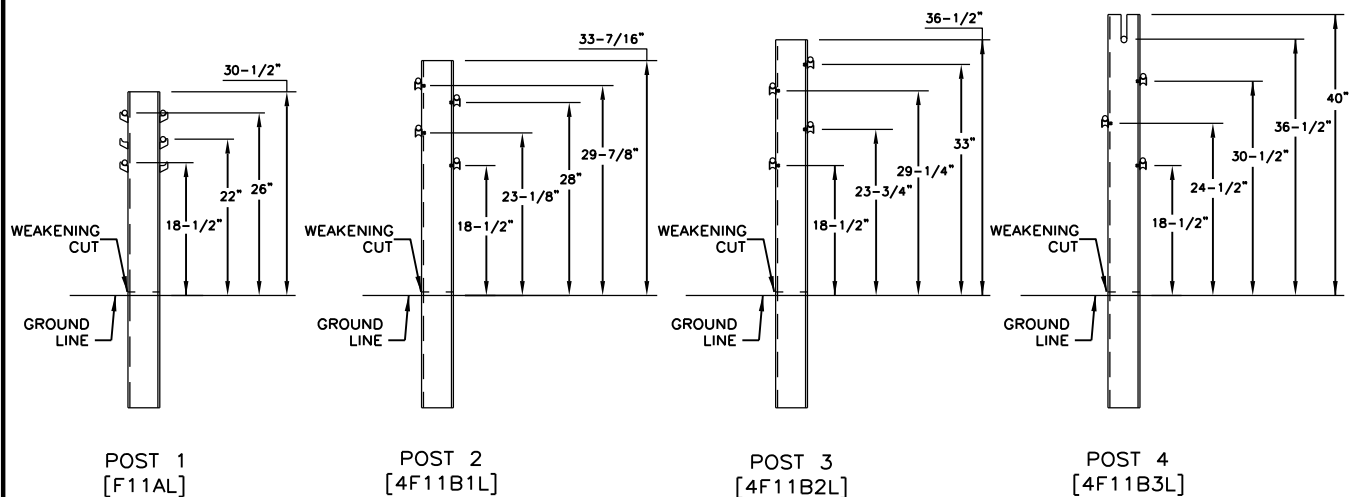 30-1/2"
26"
22"
18-1/2"
WEAKENING
CUT
GROUND
LINE
POST 1
[F11AL]
33-7/16"
29-7/8"
28"
23-1/8"
18-1/2"
WEAKENING
CUT
GROUND
LINE
POST 2
[4F11B1L]
36-1/2"
33"
29-1/4"
23-3/4"
18-1/2"
WEAKENING
CUT
GROUND
LINE
POST 3
[4F11B2L]
40"
36-1/2"
30-1/2"
24-1/2"
18-1/2"
WEAKENING
CUT
GROUND
LINE
POST 4
[4F11B3L]